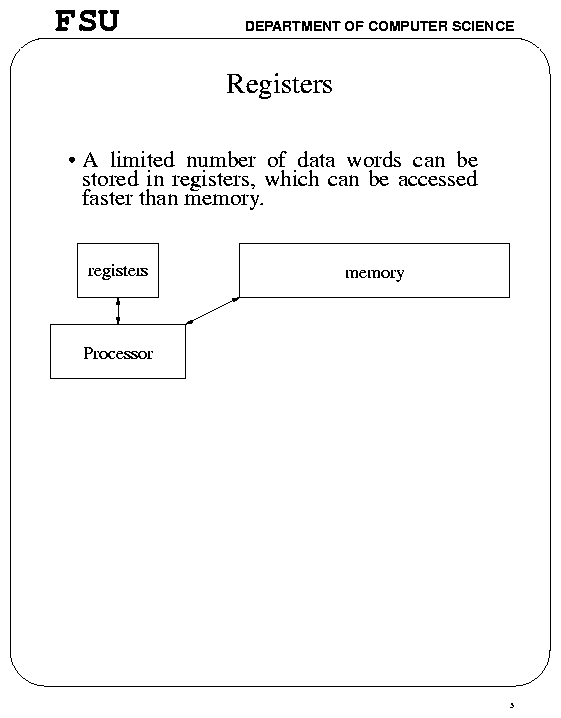 FSU DEPARTMENT OF COMPUTER SCIENCE
Registers
• A limited number of data words can be
stored in registers, which can be accessed
faster than memory.
registers memory
Processor